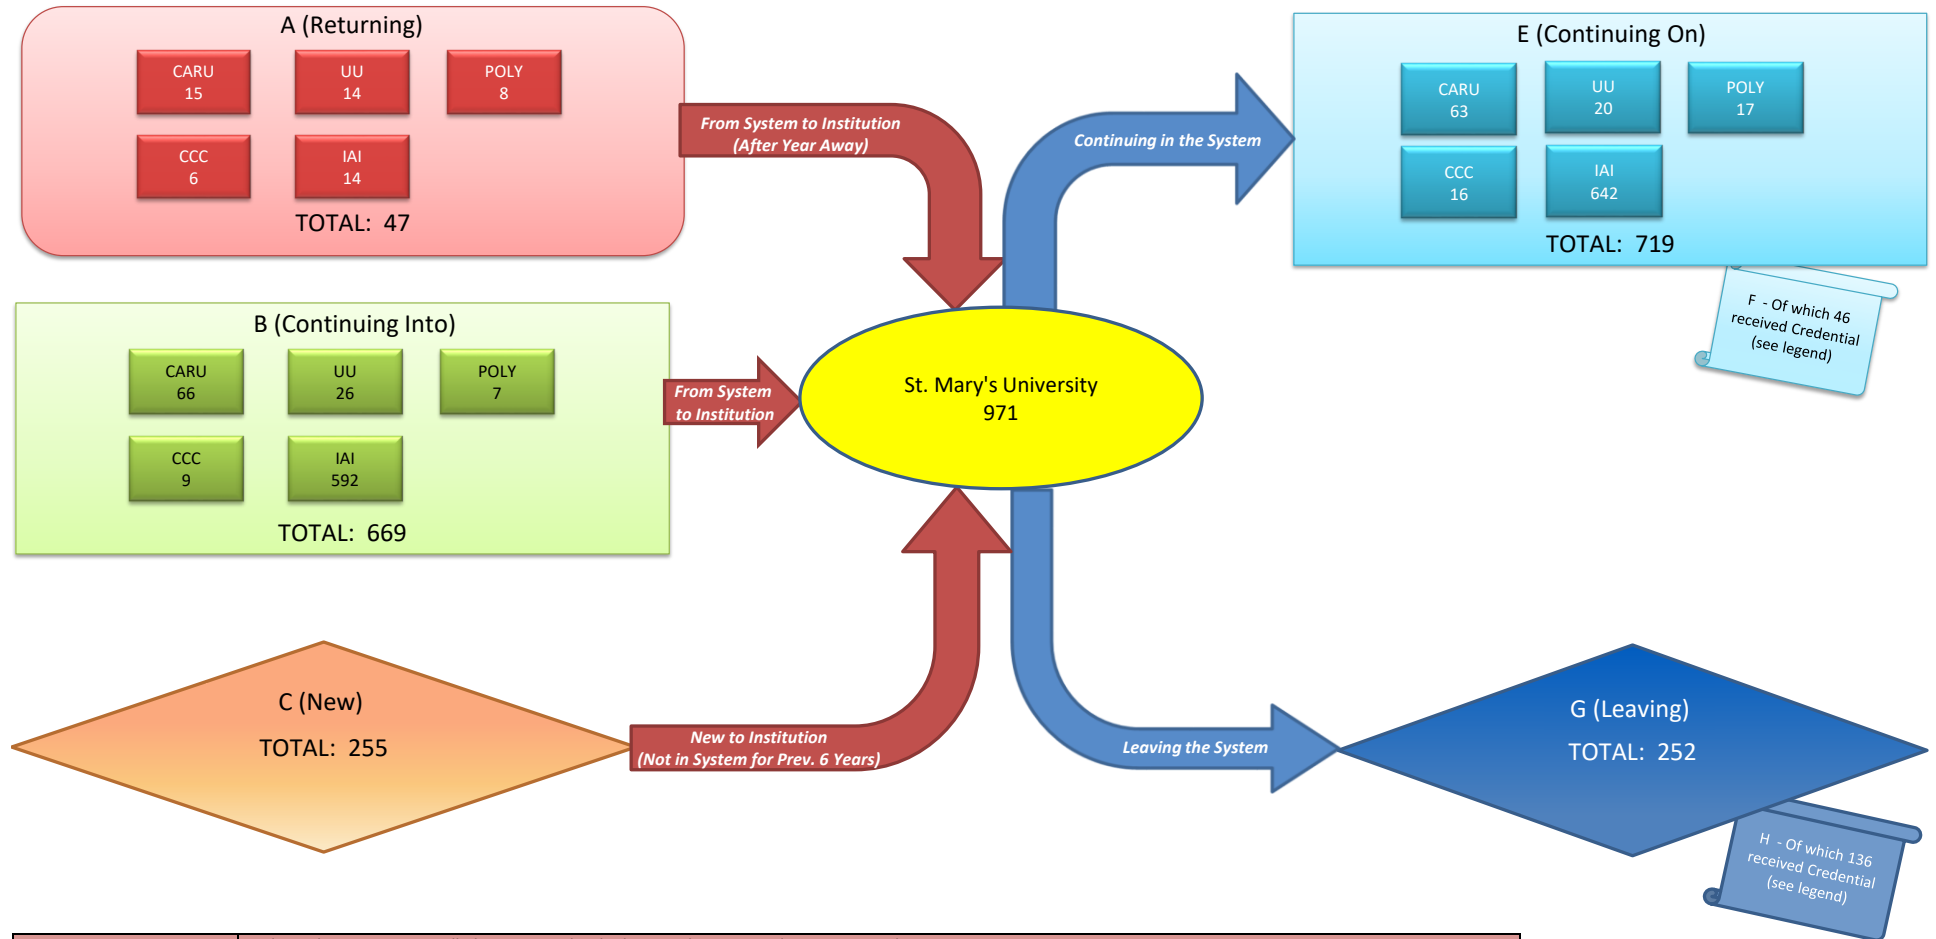 A (Returning)
CARU
15
UU
14
POLY
8
CCC
6
IAI
14
TOTAL:  47
From System to Institution
(After Year Away)
B (Continuing Into)
CARU
66
UU
26
POLY
7
CCC
9
IAI
592
TOTAL:  669
From System
to Institution
C (New)
TOTAL:  255
New to Institution
(Not in System for Prev. 6 Years)
St. Mary's University
971
Continuing in the System
E (Continuing On)
CARU
63
UU
20
POLY
17
CCC
16
IAI
642
TOTAL:  719
F  - Of which 46
received Credential
(see legend)
Leaving the System
G (Leaving)
TOTAL:  252
H  - Of which 136
received Credential
(see legend)